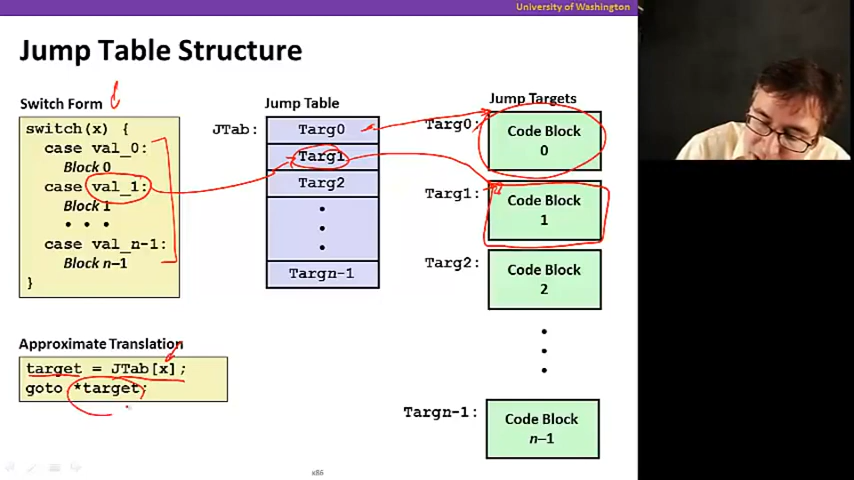 University of Washington
Jump Table Structure
Switch Form
switch(x) {
case val_0:
Block 0
case val_1:
Block 1
• • •
case val_n-1:
Block n–1
}
Jump Table
JTab:
Targ0
Targ1
Targ2
Targn-1
Jump Targets
Targ0:
Code Block
0
Targ1:
Code Block
1
Targ2:
Code Block
2
Targn-1:
Code Block
n–1
Approximate Translation
target = JTab[x];
goto *target;
x86